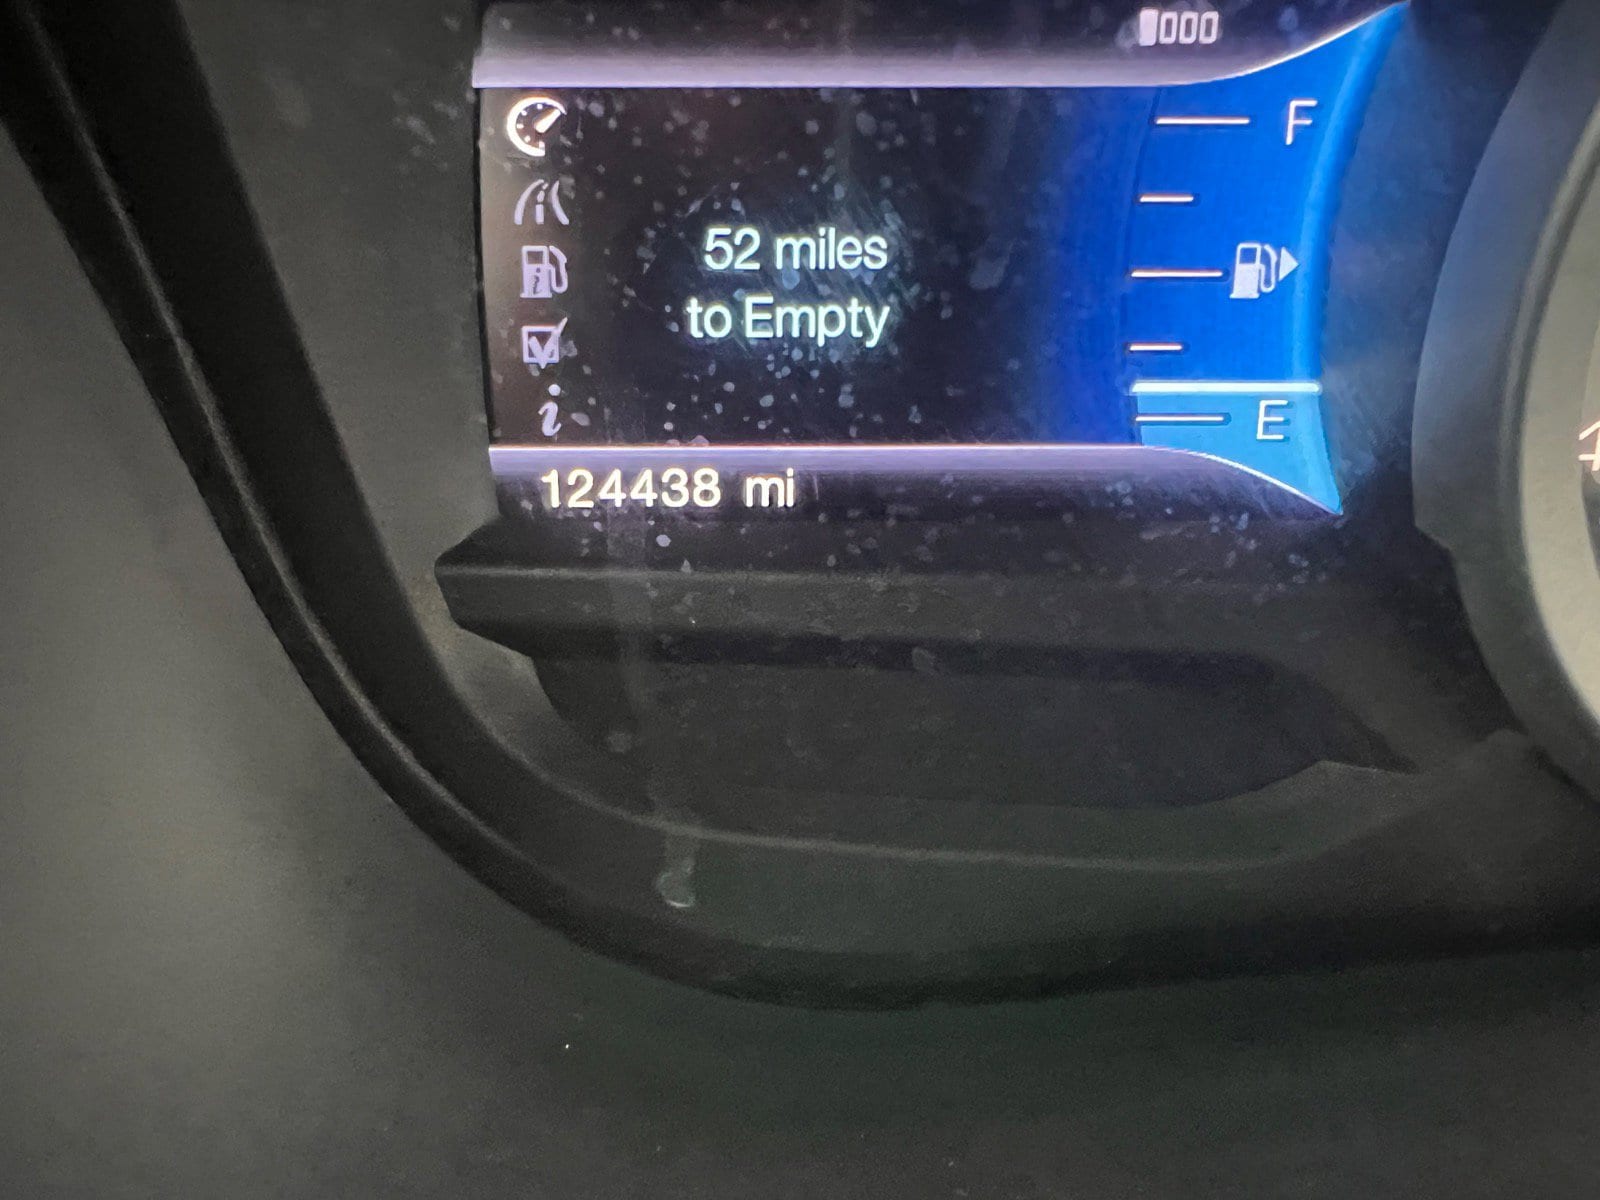 F
52 miles
to Empty
E
124438 mi